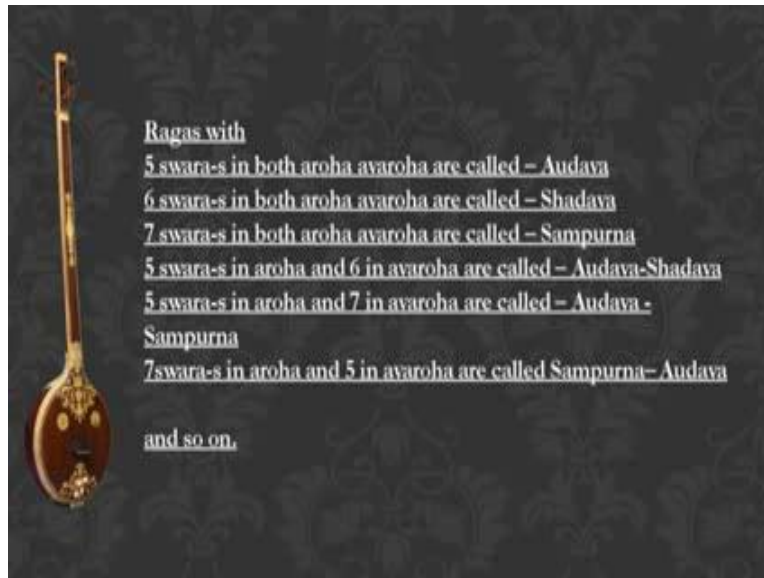 Ragas with
5 swara-s in both aroha avaroha are called – Audava
6 swara-s in both aroha avaroha are called – Shadava
7 swara-s in both aroha avaroha are called – Sampurna
5 swara-s in aroha and 6 in avaroha are called – Audava-Shadava
5 swara-s in aroha and 7 in avaroha are called – Audava -
Sampurna
7swara-s in aroha and 5 in avaroha are called Sampurna– Audava
and so on.